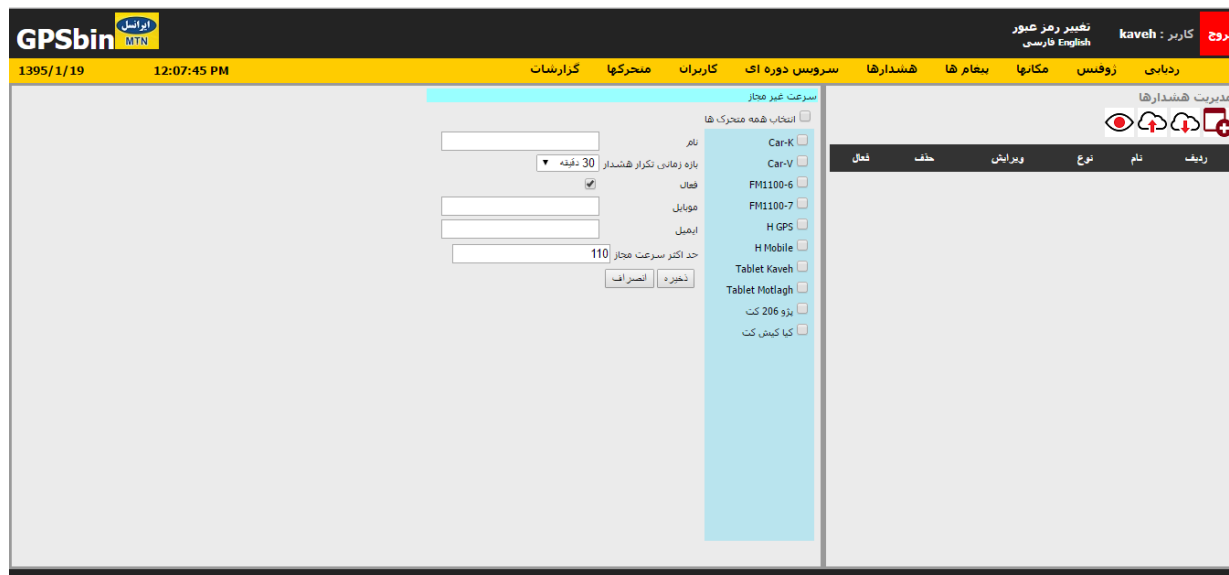 GPSbin ایرانسل MTN
تغییر رمز عبور
English فارسی
کاربر : kaveh
1395/1/19 12:07:45 PM
ردیابی ژوفنس مکانها پیغام ها هشدارها سرویس دوره ای کاربران متحرکها گزارشات
مدیریت هشدارها
ردیف نام نوع ویرایش حذف فعال
سرعت غیر مجاز
انتخاب همه متحرک ها
Car-K
Car-V
FM1100-6
FM1100-7
H GPS
H Mobile
Tablet Kaveh
Tablet Motlagh
پژو 206 کت
کیا کیش کت
نام
بازه زمانی تکرار هشدار 30 دقیقه
فعال
موبایل
ایمیل
حد اکثر سرعت مجاز 110
ذخیره انصراف